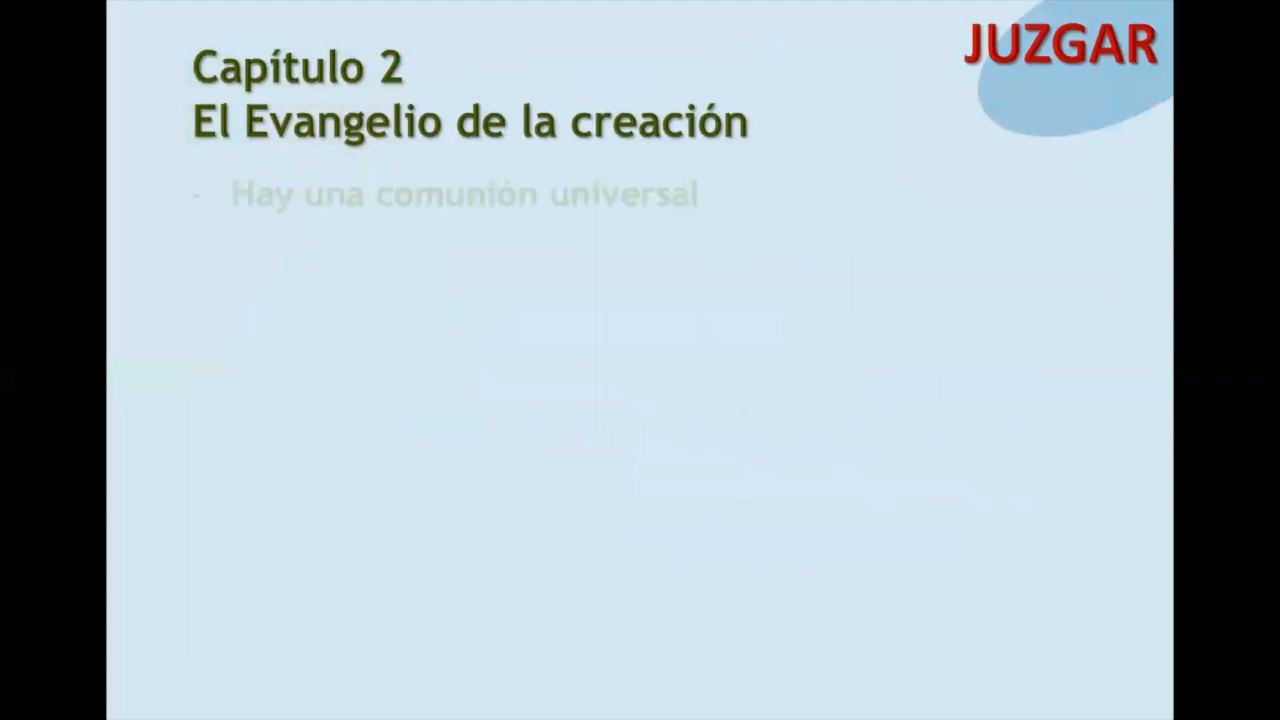 JUZGAR
Capítulo 2
El Evangelio de la creación
- Hay una comunión universal